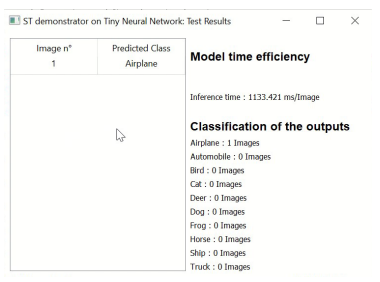 ST demonstrator on Tiny Neural Network: Test Results
Image n° Predicted Class
1 Airplane
Model time efficiency
Inference time : 1133.421 ms/Image
Classification of the outputs
Airplane : 1 Images
Automobile : 0 Images
Bird : 0 Images
Cat : 0 Images
Deer : 0 Images
Dog : 0 Images
Frog : 0 Images
Horse : 0 Images
Ship : 0 Images
Truck : 0 Images